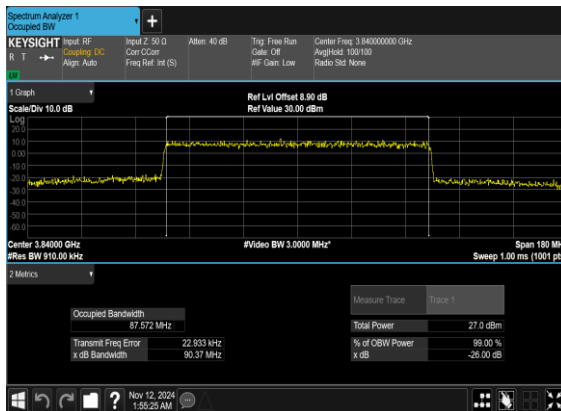 Spectrum Analyzer 1
Occupied BW
KEYSIGHT
R T
Input: RF
Coupling: DC
Align: Auto
Input Z: 50 Ω
Corr CCorr
Freq Ref: Int (S)
Atten: 40 dB
Trig: Free Run
Gate: Off
#IF Gain: Low
Center Freq: 3.840000000 GHz
Avg|Hold: 100/100
Radio Std: None
1 Graph
Scale/Div 10.0 dB
Ref Lvl Offset 8.90 dB
Ref Value 30.00 dBm
Log
20.0
10.0
0.00
-10.0
-20.0
-30.0
-40.0
-50.0
-60.0
Center 3.84000 GHz
#Video BW 3.0000 MHz*
Span 180 MH
#Res BW 910.00 kHz
Sweep 1.00 ms (1001 pt
2 Metrics
Measure Trace
Trace 1
Occupied Bandwidth
87.572 MHz
Total Power
27.0 dBm
Transmit Freq Error
22.933 kHz
% of OBW Power
99.00 %
x dB Bandwidth
90.37 MHz
x dB
-26.00 dB
?
Nov 12, 2024
1:55:25 AM